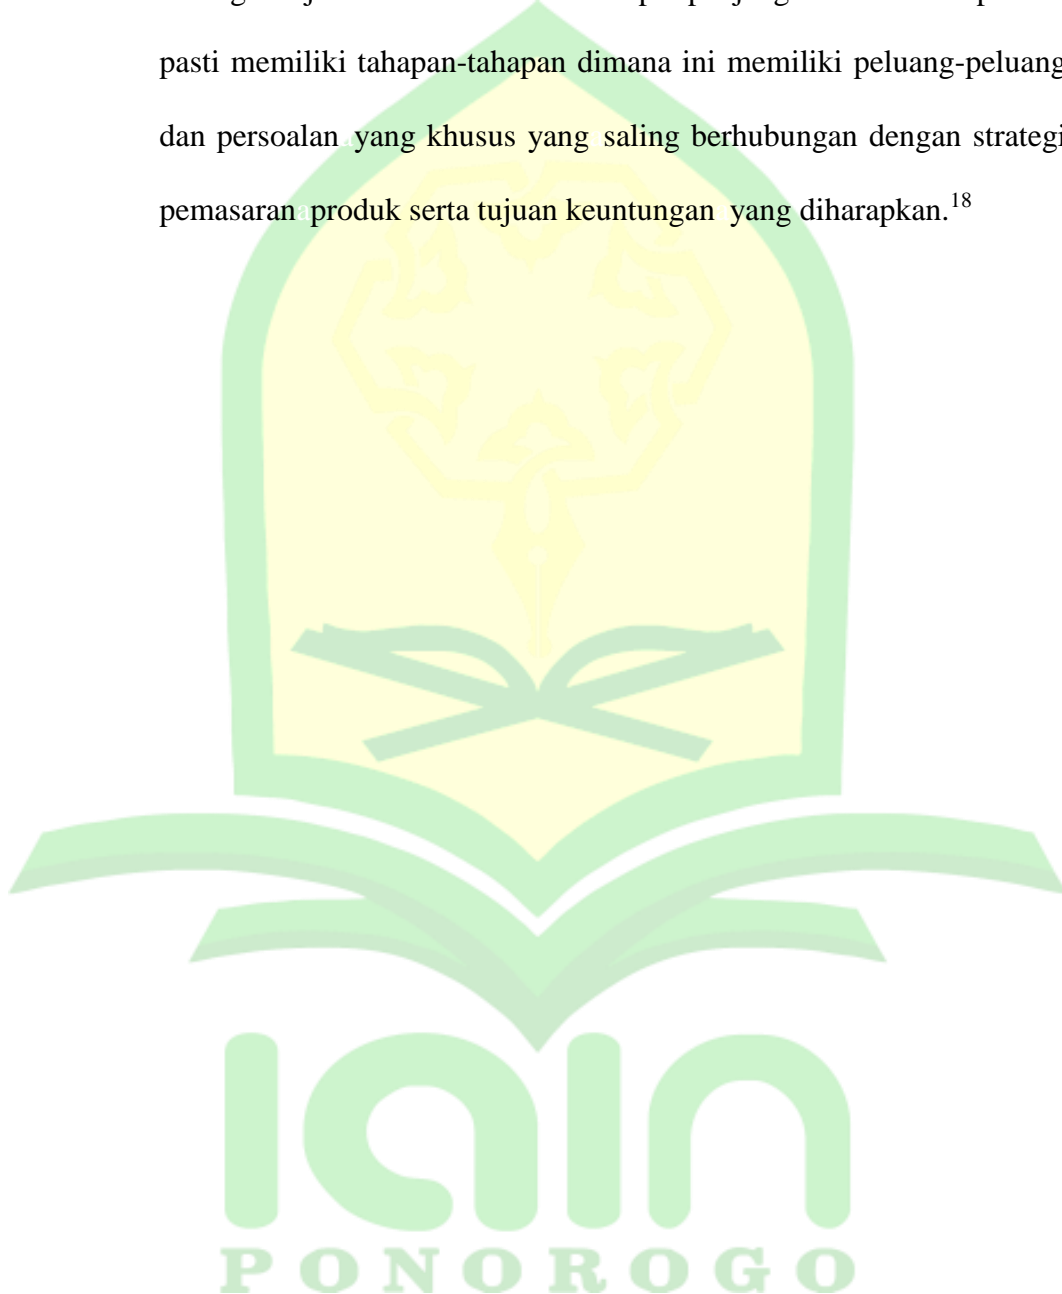 pasti memiliki tahapan-tahapan dimana ini memiliki peluang-peluang
dan persoalan yang khusus yang saling berhubungan dengan strategi
pemasaran produk serta tujuan keuntungan yang diharapkan.18
iain
PONOROGO